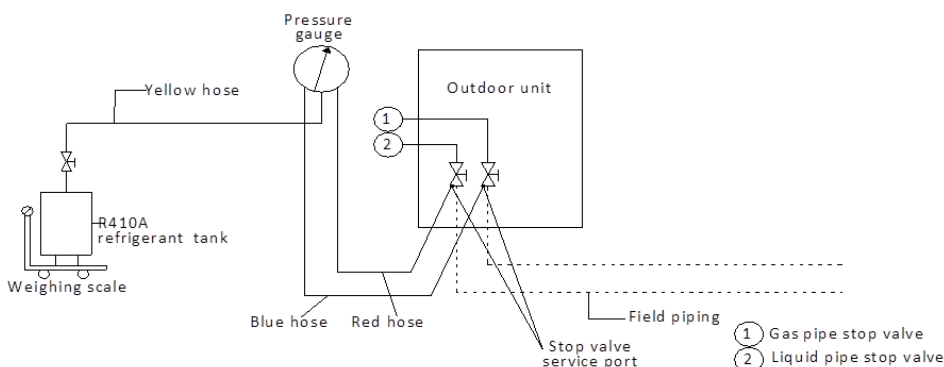 Pressure
gauge
Yellow hose
Outdoor unit
1
2
R410A
refrigerant tank
Weighing scale
Blue hose
Red hose
Field piping
Stop valve
service port
1 Gas pipe stop valve
2 Liquid pipe stop valve